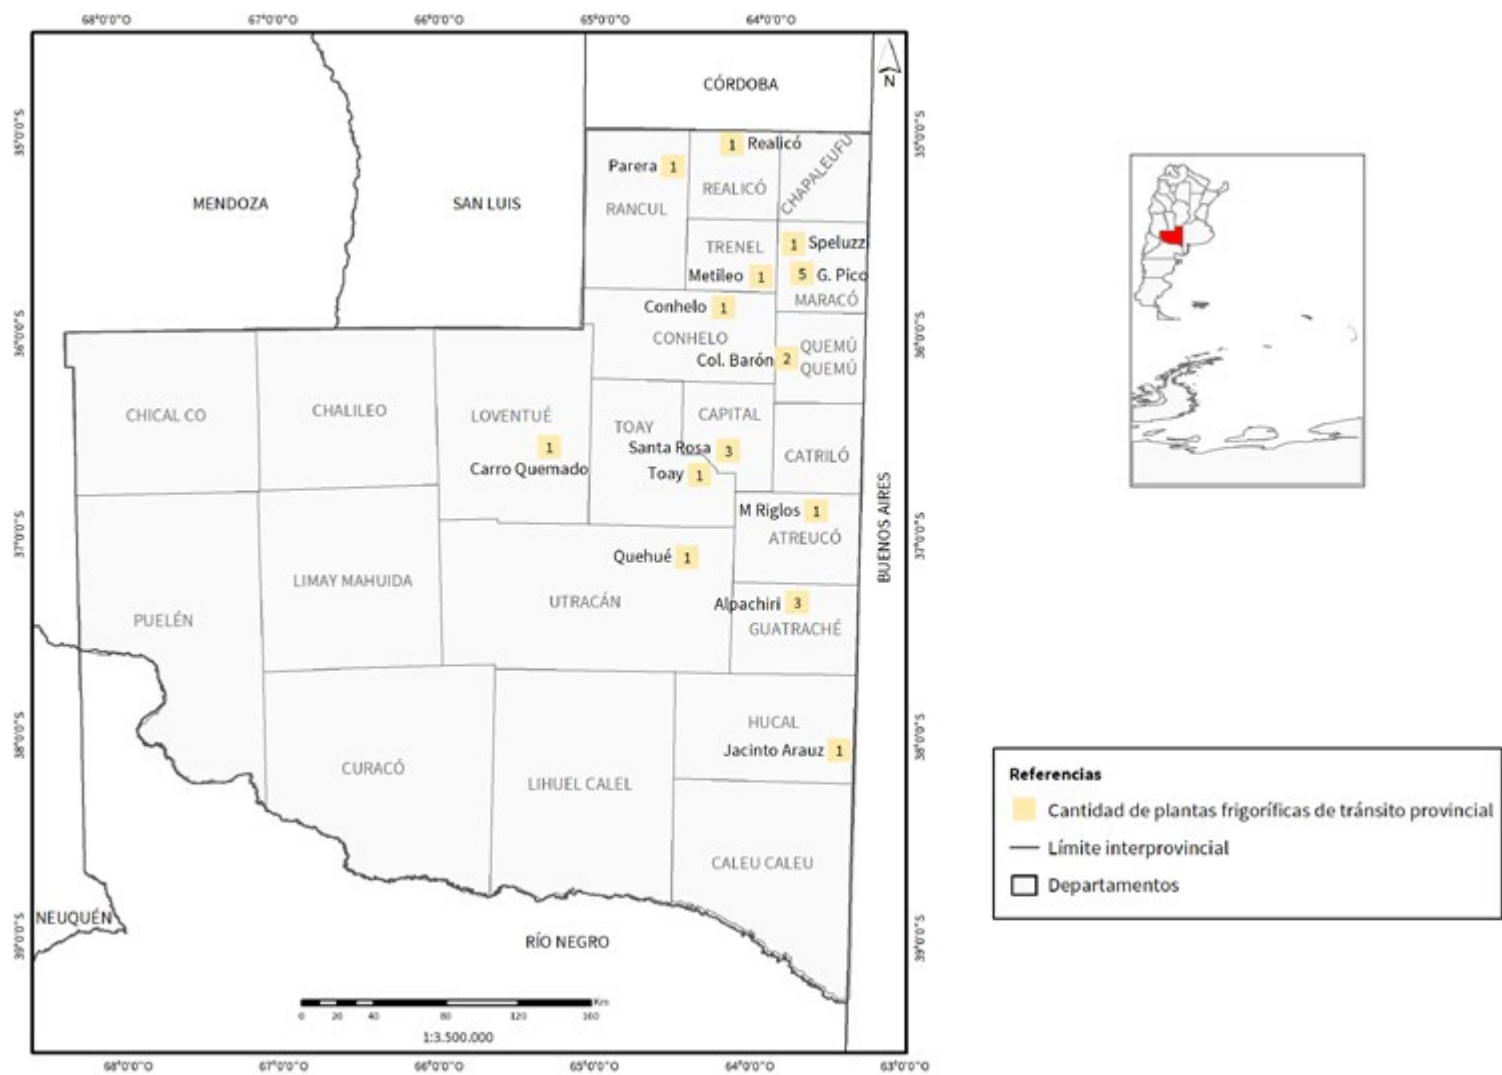 68°0'0"O 67°0'0"O 66°0'0"O 65°0'0"O 64°0'0"O
CÓRDOBA
N
35°0'0"S
35°0'0"S
1 Realicó
Parera 1
CHAPALEUFU
REALICÓ
MENDOZA
SAN LUIS
RANCUL
TRENEL
1 Speluzzi
Metileo 1
5 G. Pico
MARACÓ
Conhelo 1
CONHELO
36°0'0"S
36°0'0"S
QUEMÚ
QUEMÚ
Col. Barón 2
CHICAL CO
CHALILEO
LOVENTUÉ
TOAY
CAPITAL
1
Carro Quemado
Santa Rosa 3
CATRILÓ
Toay 1
BUENOS AIRES
M Riglos 1
ATREUCÓ
37°0'0"S
37°0'0"S
Quehué 1
LIMAY MAHUIDA
UTRACÁN
Alpachiri 3
GUATRACHÉ
PUELÉN
HUCAL
38°0'0"S
38°0'0"S
Jacinto Arauz 1
CURACÓ
LIHUEL CALEL
CALEU CALEU
NEUQUÉN
39°0'0"S
39°0'0"S
RÍO NEGRO
Km
0 20 40 80 120 160
1:3.500.000
68°0'0"O 67°0'0"O 66°0'0"O 65°0'0"O 64°0'0"O 63°0'0"O
Referencias
Cantidad de plantas frigoríficas de tránsito provincial
Límite interprovincial
Departamentos